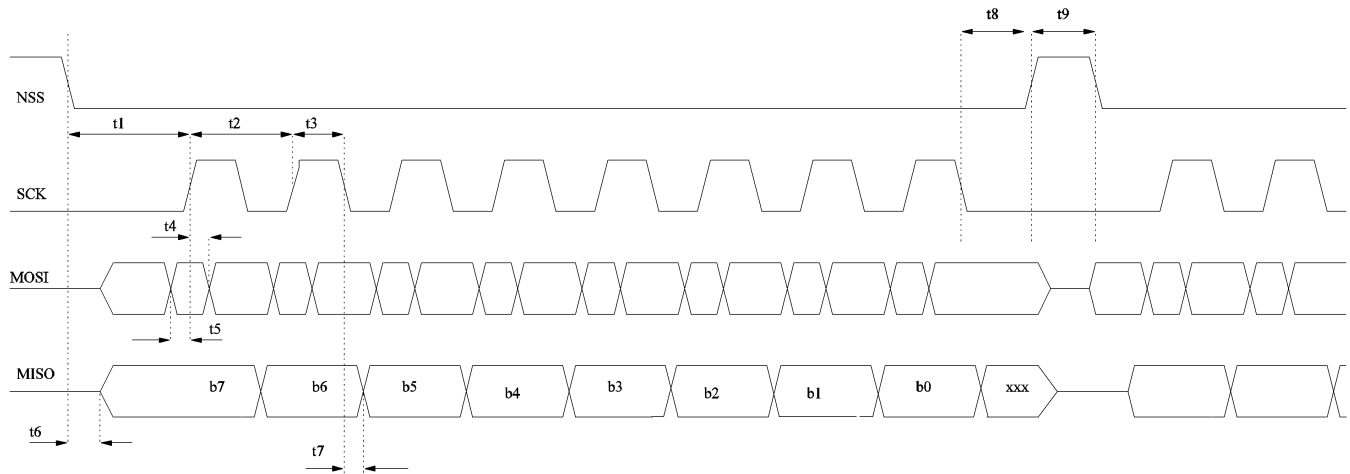 t8 t9
NSS
t1 t2 t3
SCK
t4
MOSI
t5
MISO b7 b6 b5 b4 b3 b2 b1 b0 xxx
t6
t7